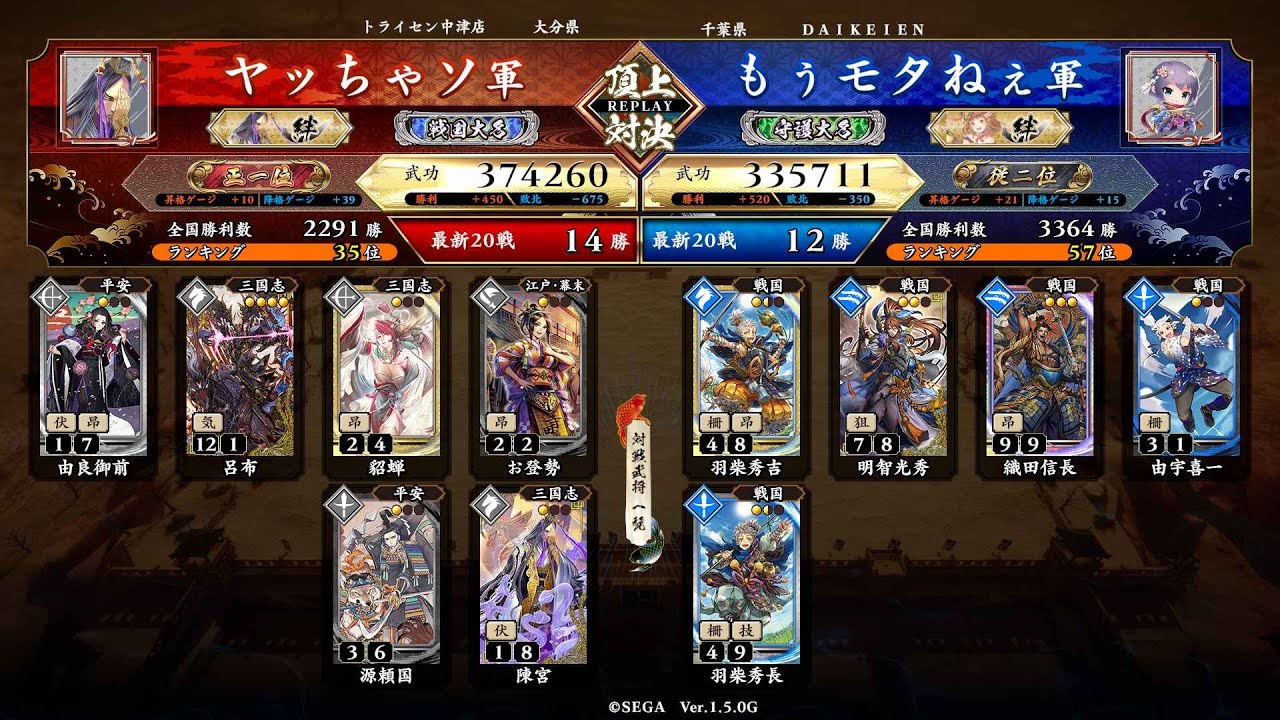 トライセン中津店 大分県 千葉県 DAIKEIEN
ヤッちゃソ軍 頂上 もぅモタねぇ軍
REPLAY
対決
絆 戦国大名 守護大名 絆
正一位 武功 374260 武功 335711 従二位
昇格ゲージ +10 降格ゲージ +39 勝利 +450 敗北 -675 勝利 +520 敗北 -350 昇格ゲージ +21 降格ゲージ +15
全国勝利数 2291勝 最新20戦 14勝 最新20戦 12勝 全国勝利数 3364勝
ランキング 35位 ランキング 57位
平安 三国志 三国志 江戸・幕末 戦国 戦国 戦国 戦国
伏 昂 気 昂 昂 柵 昂 狙 昂 柵
1 7 12 1 2 4 2 2 4 8 7 8 9 9 3 1
由良御前 呂布 貂蝉 お登勢 羽柴秀吉 明智光秀 織田信長 由宇喜一
対戦武将一覧
平安 三国志 戦国
伏 柵 技
3 6 1 8 4 9
源頼国 陳宮 羽柴秀長
©SEGA Ver.1.5.0G